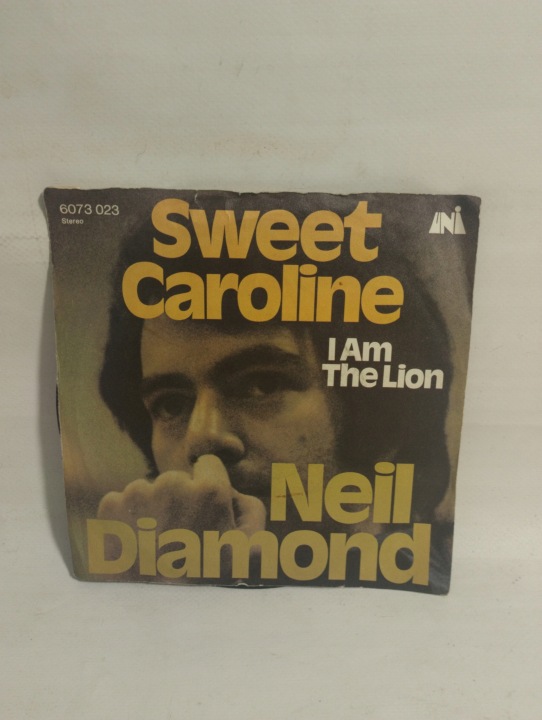 6073 023
Stereo
Sweet
Caroline
UNi
I Am
The Lion
Neil
Diamond